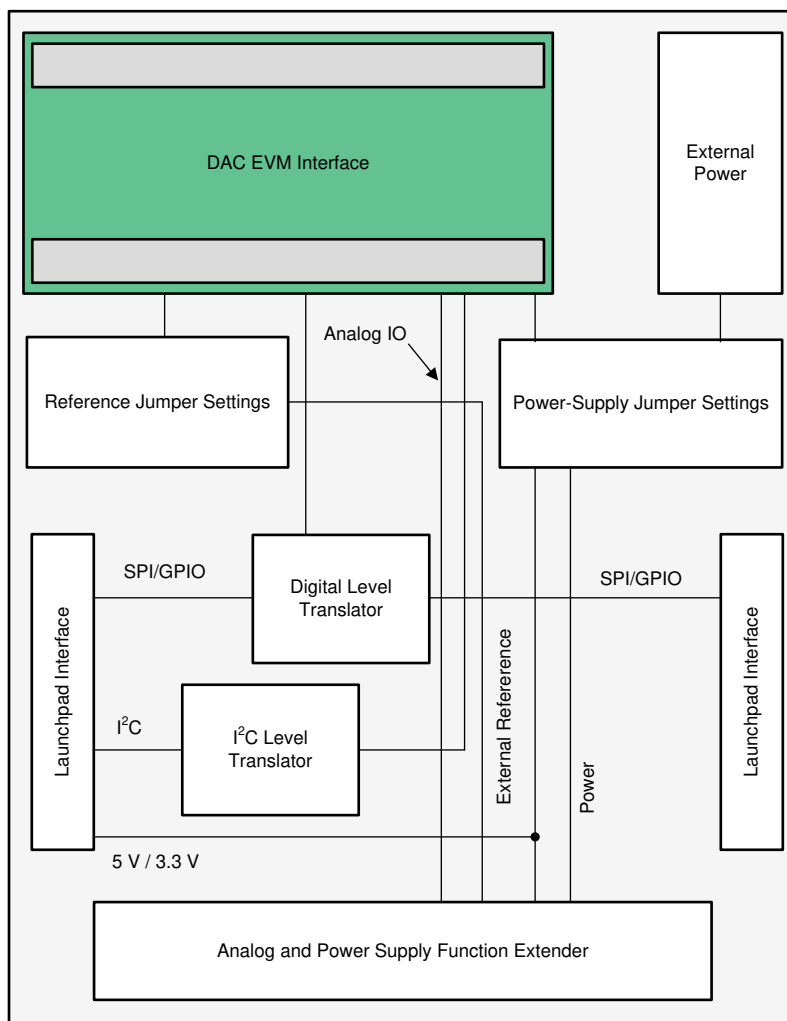 DAC EVM Interface
External
Power
Analog IO
Reference Jumper Settings
Power-Supply Jumper Settings
SPI/GPIO
Digital Level
Translator
SPI/GPIO
Launchpad Interface
I²C
I²C Level
Translator
External Refererence
Power
Launchpad Interface
5 V / 3.3 V
Analog and Power Supply Function Extender